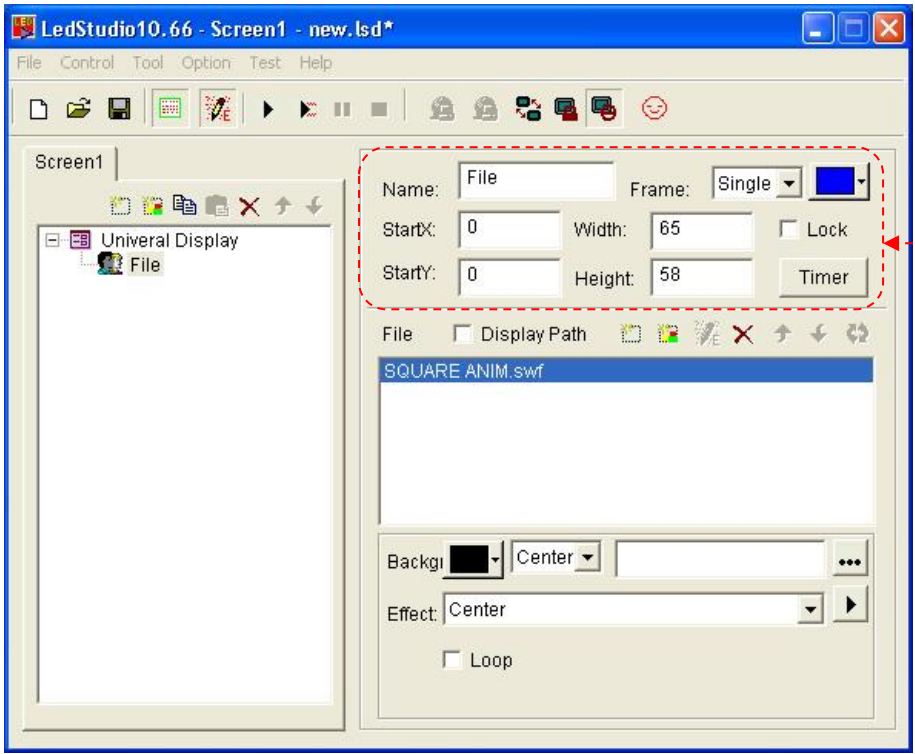 LedStudio10.66 - Screen1 - new.lsd*
File Control Tool Option Test Help
Screen1
Univeral Display
File
Name: File Frame: Single
StartX: 0 Width: 65 Lock
StartY: 0 Height: 58 Timer
File Display Path
SQUARE ANIM.swf
Backgr Center
Effect: Center
Loop